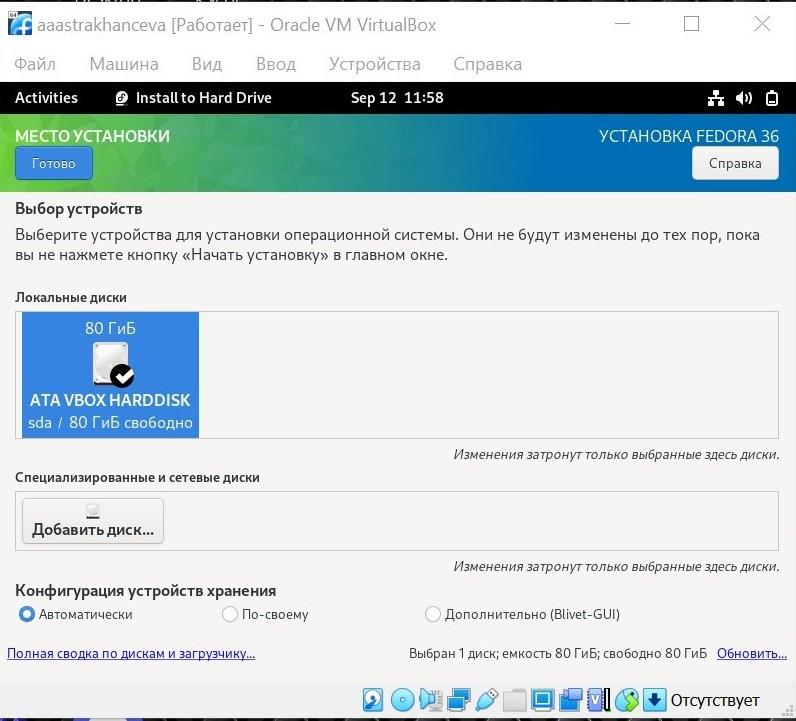 aaastrakhanceva [Работает] - Oracle VM VirtualBox
Файл Машина Вид Ввод Устройства Справка
Activities Install to Hard Drive Sep 12 11:58
МЕСТО УСТАНОВКИ УСТАНОВКА FEDORA 36
Готово Справка
Выбор устройств
Выберите устройства для установки операционной системы. Они не будут изменены до тех пор, пока
вы не нажмете кнопку «Начать установку» в главном окне.
Локальные диски
80 ГиБ
ATA VBOX HARDDISK
sda / 80 ГиБ свободно
Изменения затронут только выбранные здесь диски.
Специализированные и сетевые диски
Добавить диск...
Изменения затронут только выбранные здесь диски.
Конфигурация устройств хранения
Автоматически По-своему Дополнительно (Blivet-GUI)
Полная сводка по дискам и загрузчику... Выбран 1 диск; емкость 80 ГиБ; свободно 80 ГиБ Обновить...
Отсутствует